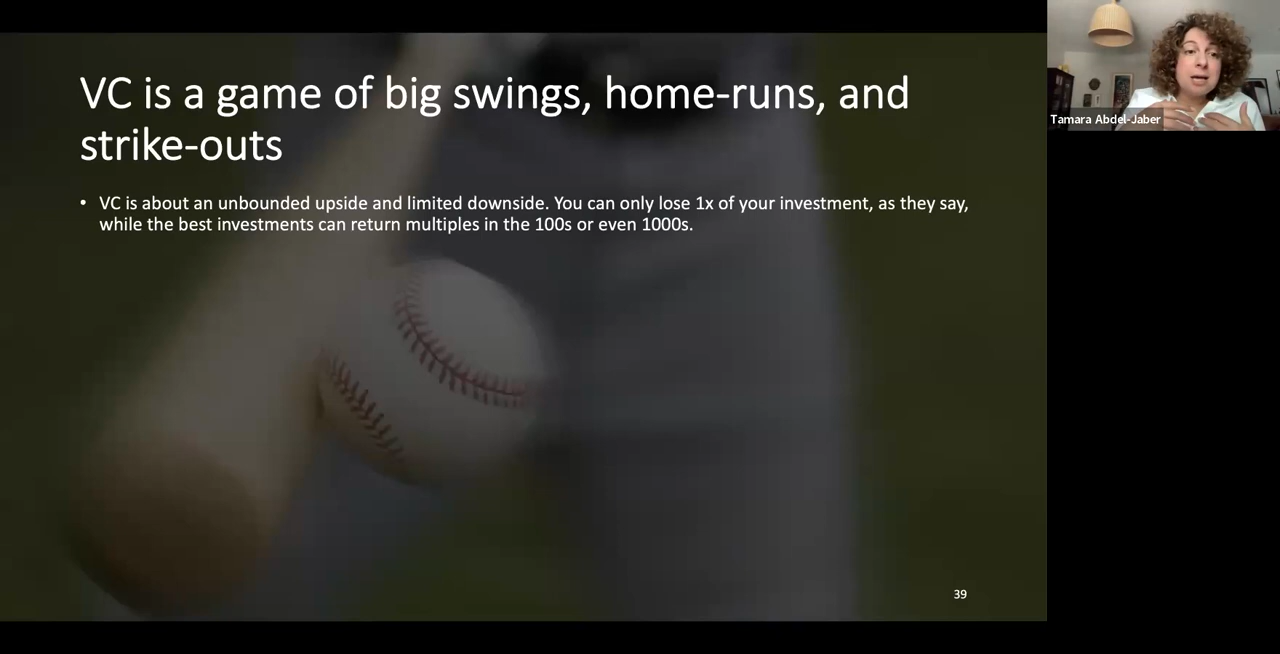 VC is a game of big swings, home-runs, and
strike-outs
• VC is about an unbounded upside and limited downside. You can only lose 1x of your investment, as they say,
while the best investments can return multiples in the 100s or even 1000s.
39
Tamara Abdel-Jaber